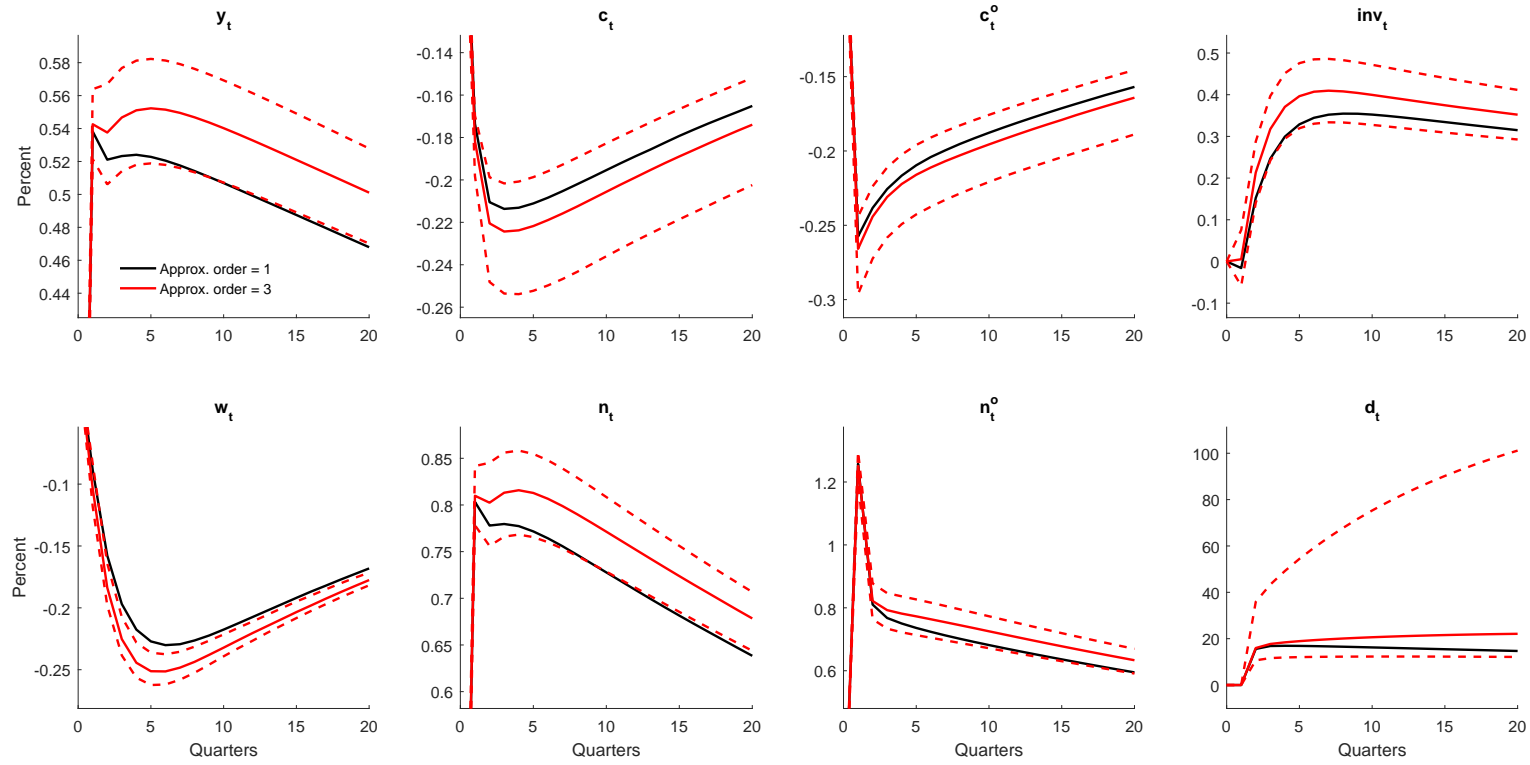 y_t
c_t
c_t^o
inv_t
Percent
0.58
0.56
0.54
0.52
0.5
0.48
0.46
0.44
Approx. order = 1
Approx. order = 3
0 5 10 15 20
-0.14
-0.16
-0.18
-0.2
-0.22
-0.24
-0.26
0 5 10 15 20
-0.15
-0.2
-0.25
-0.3
0 5 10 15 20
0.5
0.4
0.3
0.2
0.1
0
-0.1
0 5 10 15 20
w_t
n_t
n_t^o
d_t
Percent
-0.1
-0.15
-0.2
-0.25
0 5 10 15 20
Quarters
0.85
0.8
0.75
0.7
0.65
0.6
0 5 10 15 20
Quarters
1.2
1
0.8
0.6
0 5 10 15 20
Quarters
100
80
60
40
20
0
0 5 10 15 20
Quarters